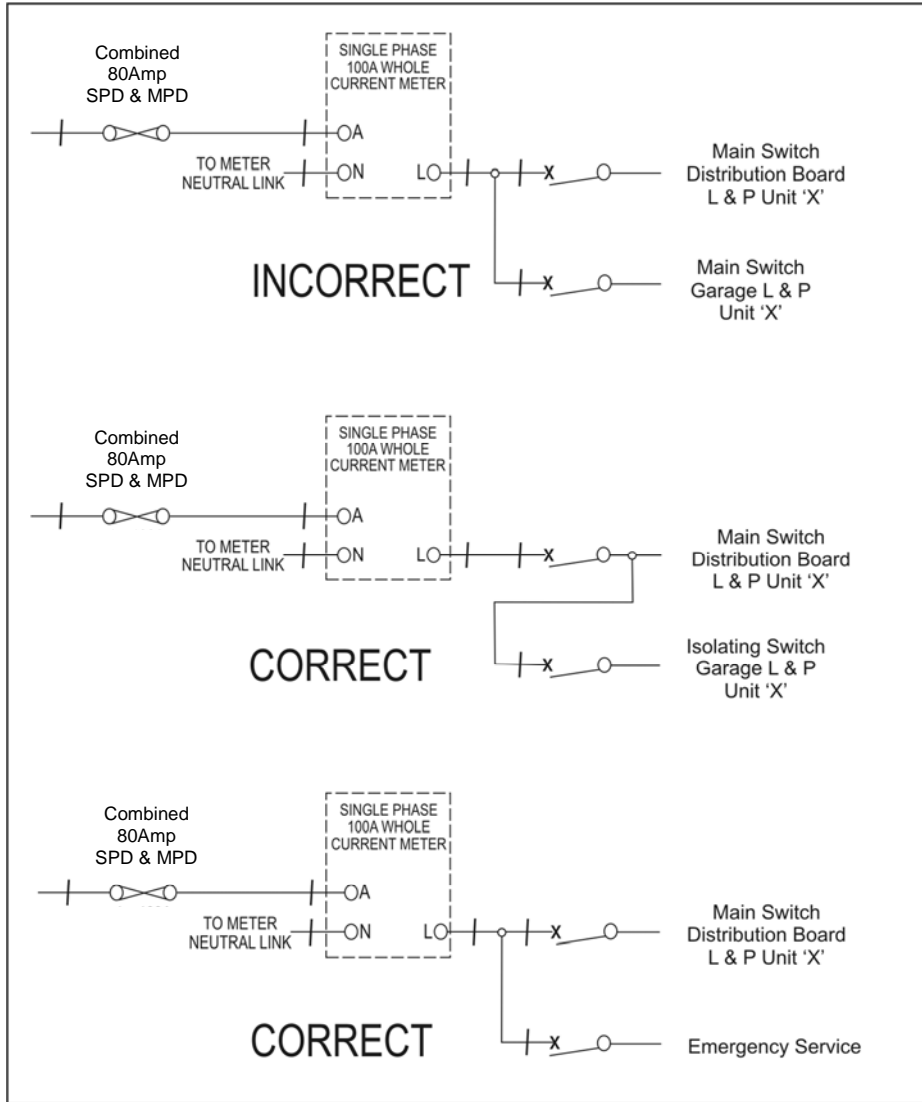 Combined
80Amp
SPD & MPD
SINGLE PHASE
100A WHOLE
CURRENT METER
A
TO METER
NEUTRAL LINK
N
L
X
Main Switch
Distribution Board
L & P Unit ‘X’
INCORRECT
X
Main Switch
Garage L & P
Unit ‘X’
Combined
80Amp
SPD & MPD
SINGLE PHASE
100A WHOLE
CURRENT METER
A
TO METER
NEUTRAL LINK
N
L
X
Main Switch
Distribution Board
L & P Unit ‘X’
CORRECT
X
Isolating Switch
Garage L & P
Unit ‘X’
Combined
80Amp
SPD & MPD
SINGLE PHASE
100A WHOLE
CURRENT METER
A
TO METER
NEUTRAL LINK
N
L
X
Main Switch
Distribution Board
L & P Unit ‘X’
CORRECT
X
Emergency Service